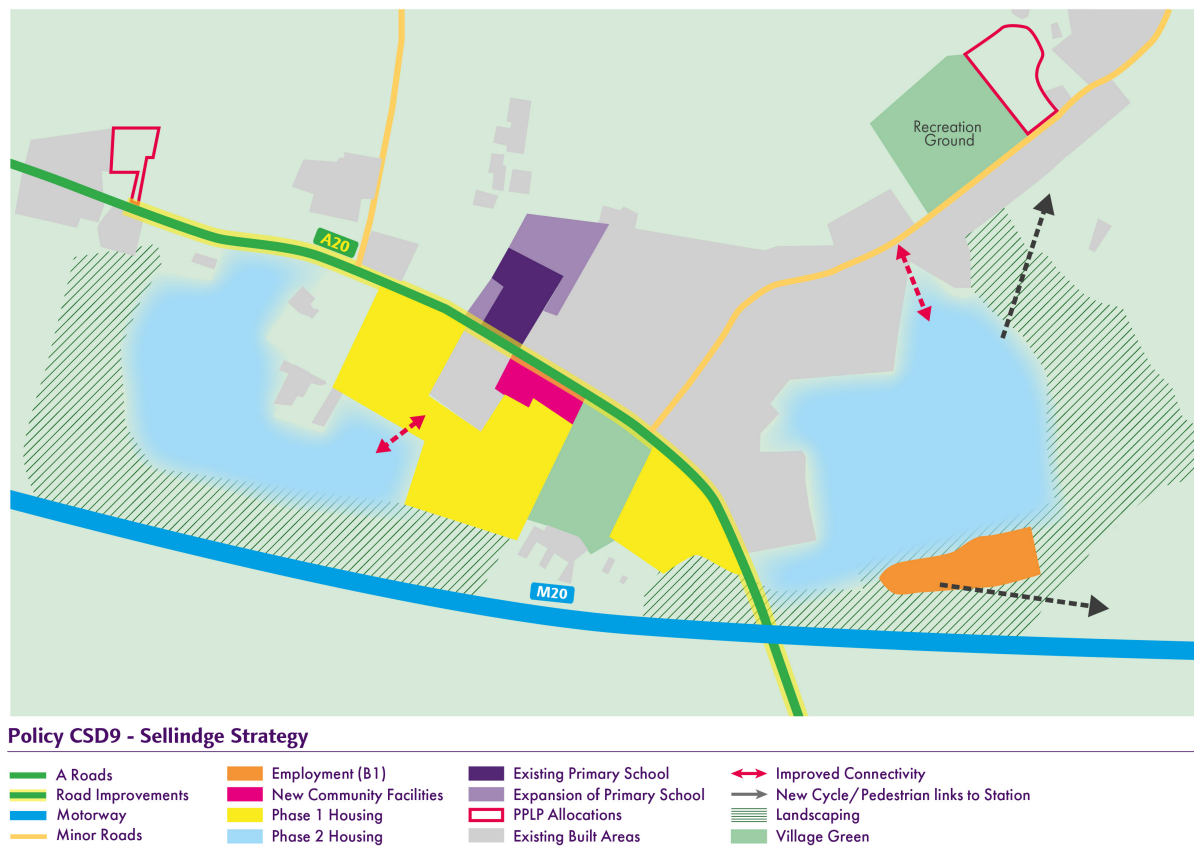 Recreation
Ground
A20
M20
Policy CSD9 - Sellindge Strategy
A Roads
Road Improvements
Motorway
Minor Roads
Employment (B1)
New Community Facilities
Phase 1 Housing
Phase 2 Housing
Existing Primary School
Expansion of Primary School
PPLP Allocations
Existing Built Areas
Improved Connectivity
New Cycle/Pedestrian links to Station
Landscaping
Village Green